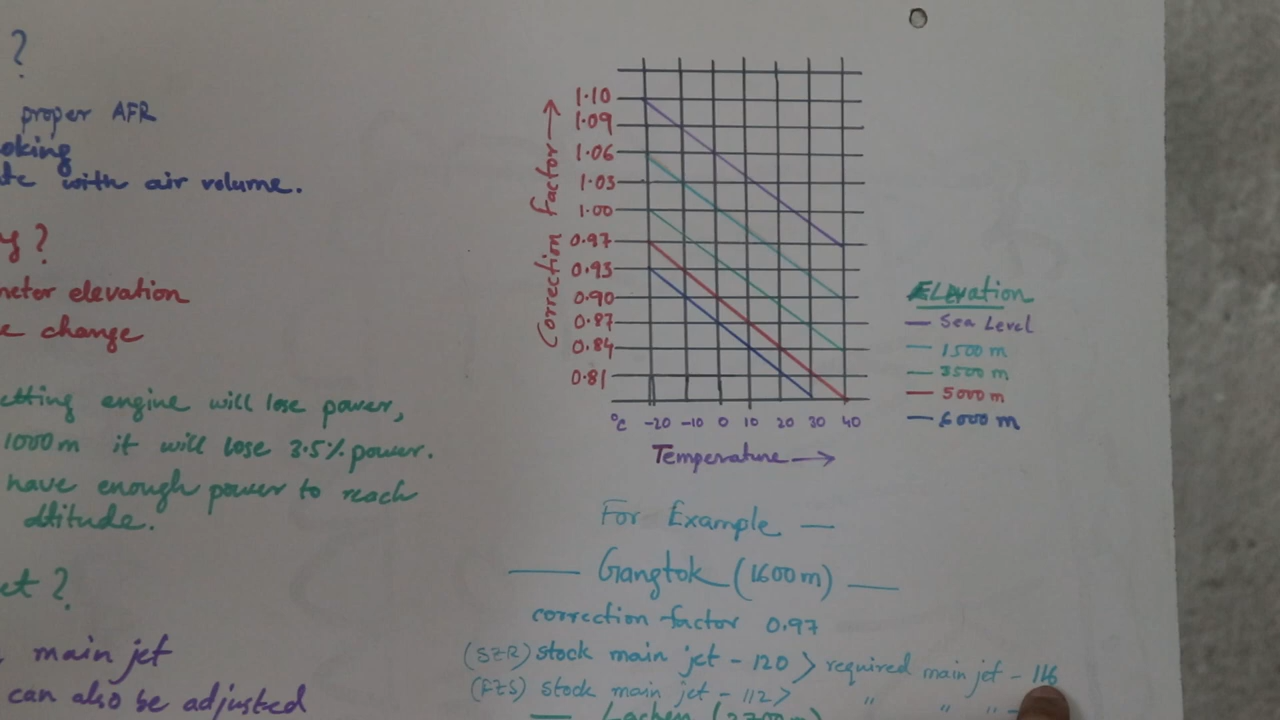 ?
proper AFR
oking
te with air volume.
y ?
meter elevation
e change
etting engine will lose power,
1000m it will lose 3.5% power.
have enough power to reach
altitude.
et ?
main jet
can also be adjusted
Correction factor →
1.10
1.09
1.06
1.03
1.00
0.97
0.93
0.90
0.87
0.84
0.81
°C -20 -10 0 10 20 30 40
Temperature →
Elevation
— Sea Level
— 1500 m
— 3500 m
— 5000 m
— 6000 m
For Example —
— Gangtok (1600m) —
correction factor 0.97
(SZR) stock main jet - 120 > required main jet - 116
(FZS) stock main jet - 112 > " " " -
— Lachen (2700m)